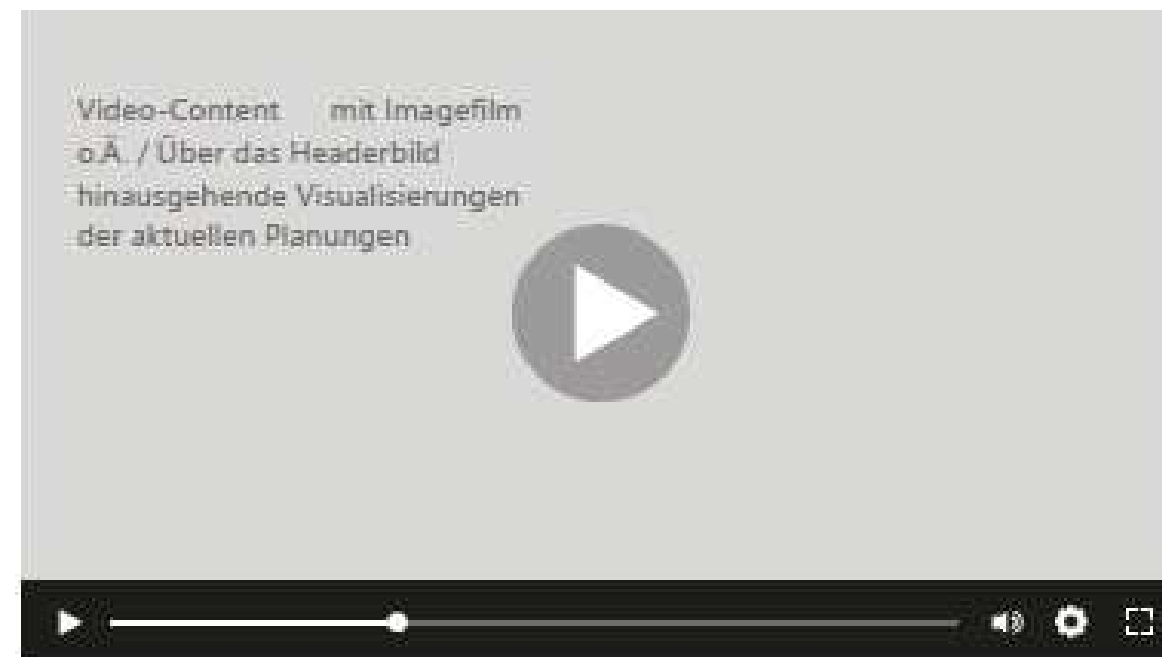 Video-Content mit Imagefilm
o.Ä. / Über das Headerbild
hinausgehende Visualisierungen
der aktuellen Planungen